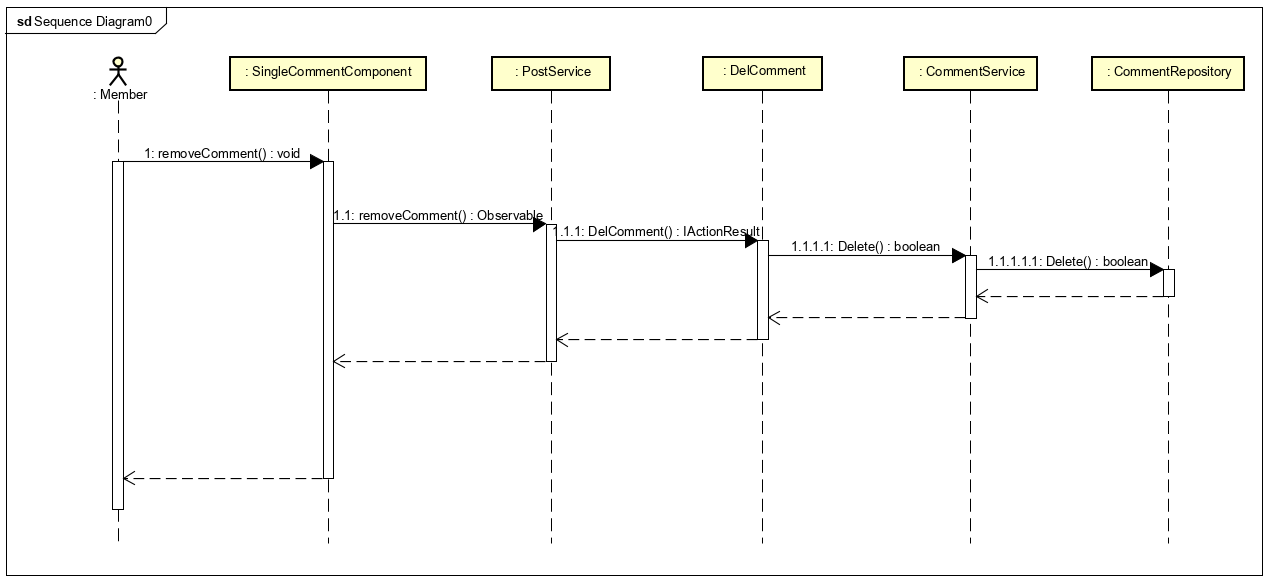 sd Sequence Diagram0
: Member
: SingleCommentComponent
: PostService
: DelComment
: CommentService
: CommentRepository
1: removeComment() : void
1.1: removeComment() : Observable
1.1.1: DelComment() : IActionResult
1.1.1.1: Delete() : boolean
1.1.1.1.1: Delete() : boolean